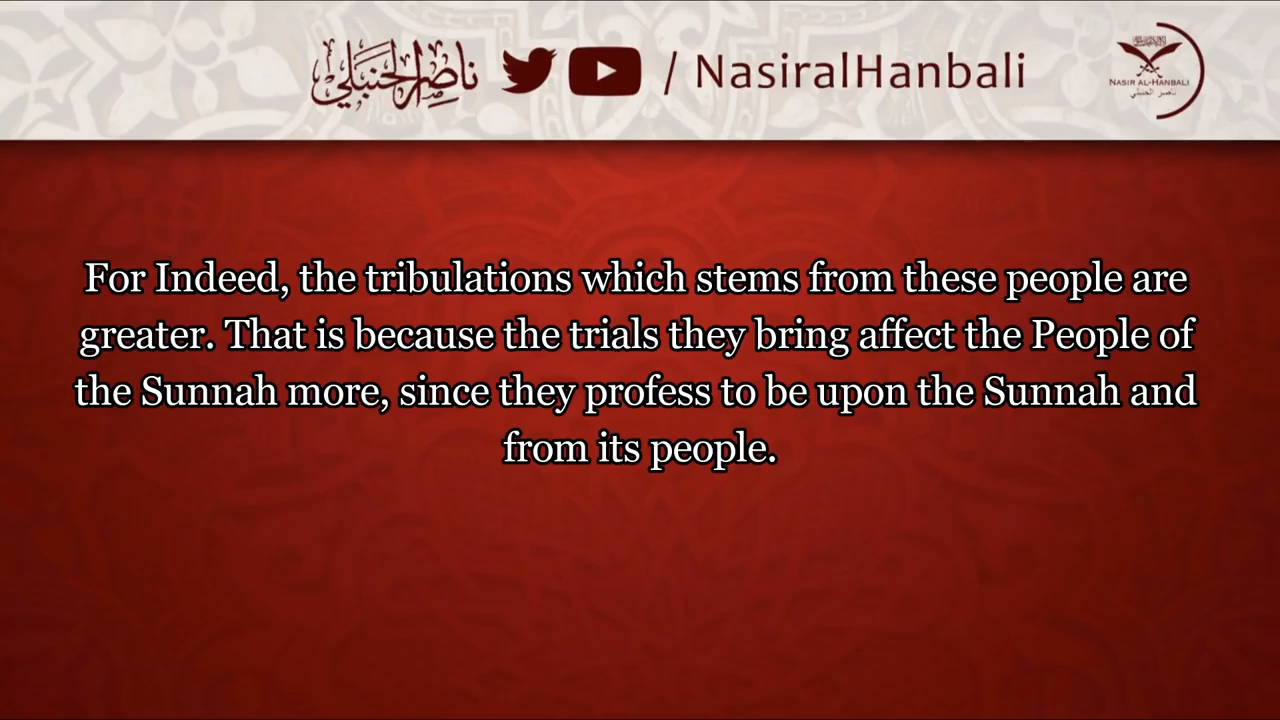 ناصر الحنبلي / NasiralHanbali
NASIR AL-HANBALI
ناصر الحنبلي
For Indeed, the tribulations which stems from these people are
greater. That is because the trials they bring affect the People of
the Sunnah more, since they profess to be upon the Sunnah and
from its people.